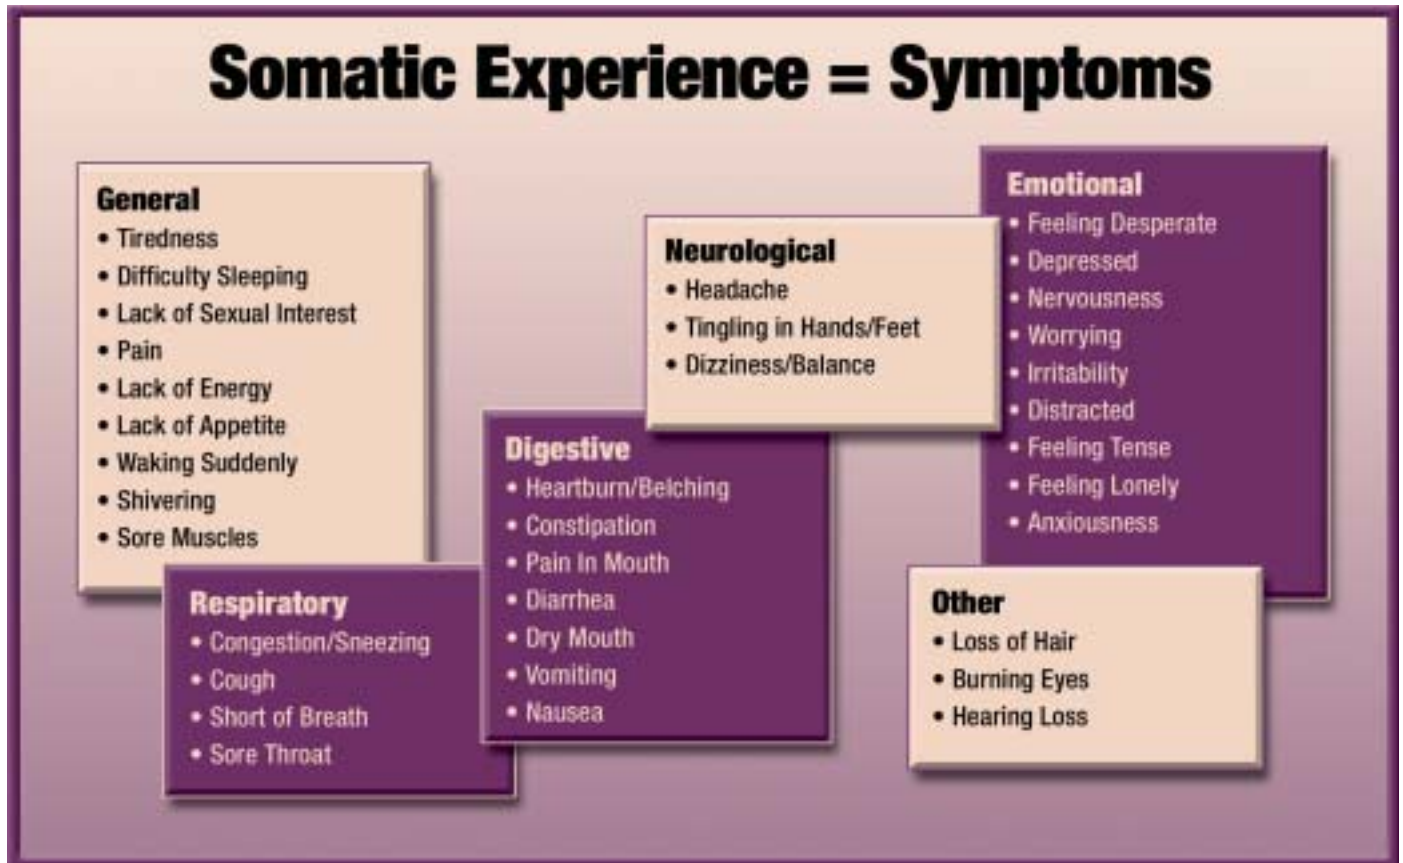 Somatic Experience = Symptoms
General
• Tiredness
• Difficulty Sleeping
• Lack of Sexual Interest
• Pain
• Lack of Energy
• Lack of Appetite
• Waking Suddenly
• Shivering
• Sore Muscles
Respiratory
• Congestion/Sneezing
• Cough
• Short of Breath
• Sore Throat
Digestive
• Heartburn/Belching
• Constipation
• Pain In Mouth
• Diarrhea
• Dry Mouth
• Vomiting
• Nausea
Neurological
• Headache
• Tingling in Hands/Feet
• Dizziness/Balance
Emotional
• Feeling Desperate
• Depressed
• Nervousness
• Worrying
• Irritability
• Distracted
• Feeling Tense
• Feeling Lonely
• Anxiousness
Other
• Loss of Hair
• Burning Eyes
• Hearing Loss